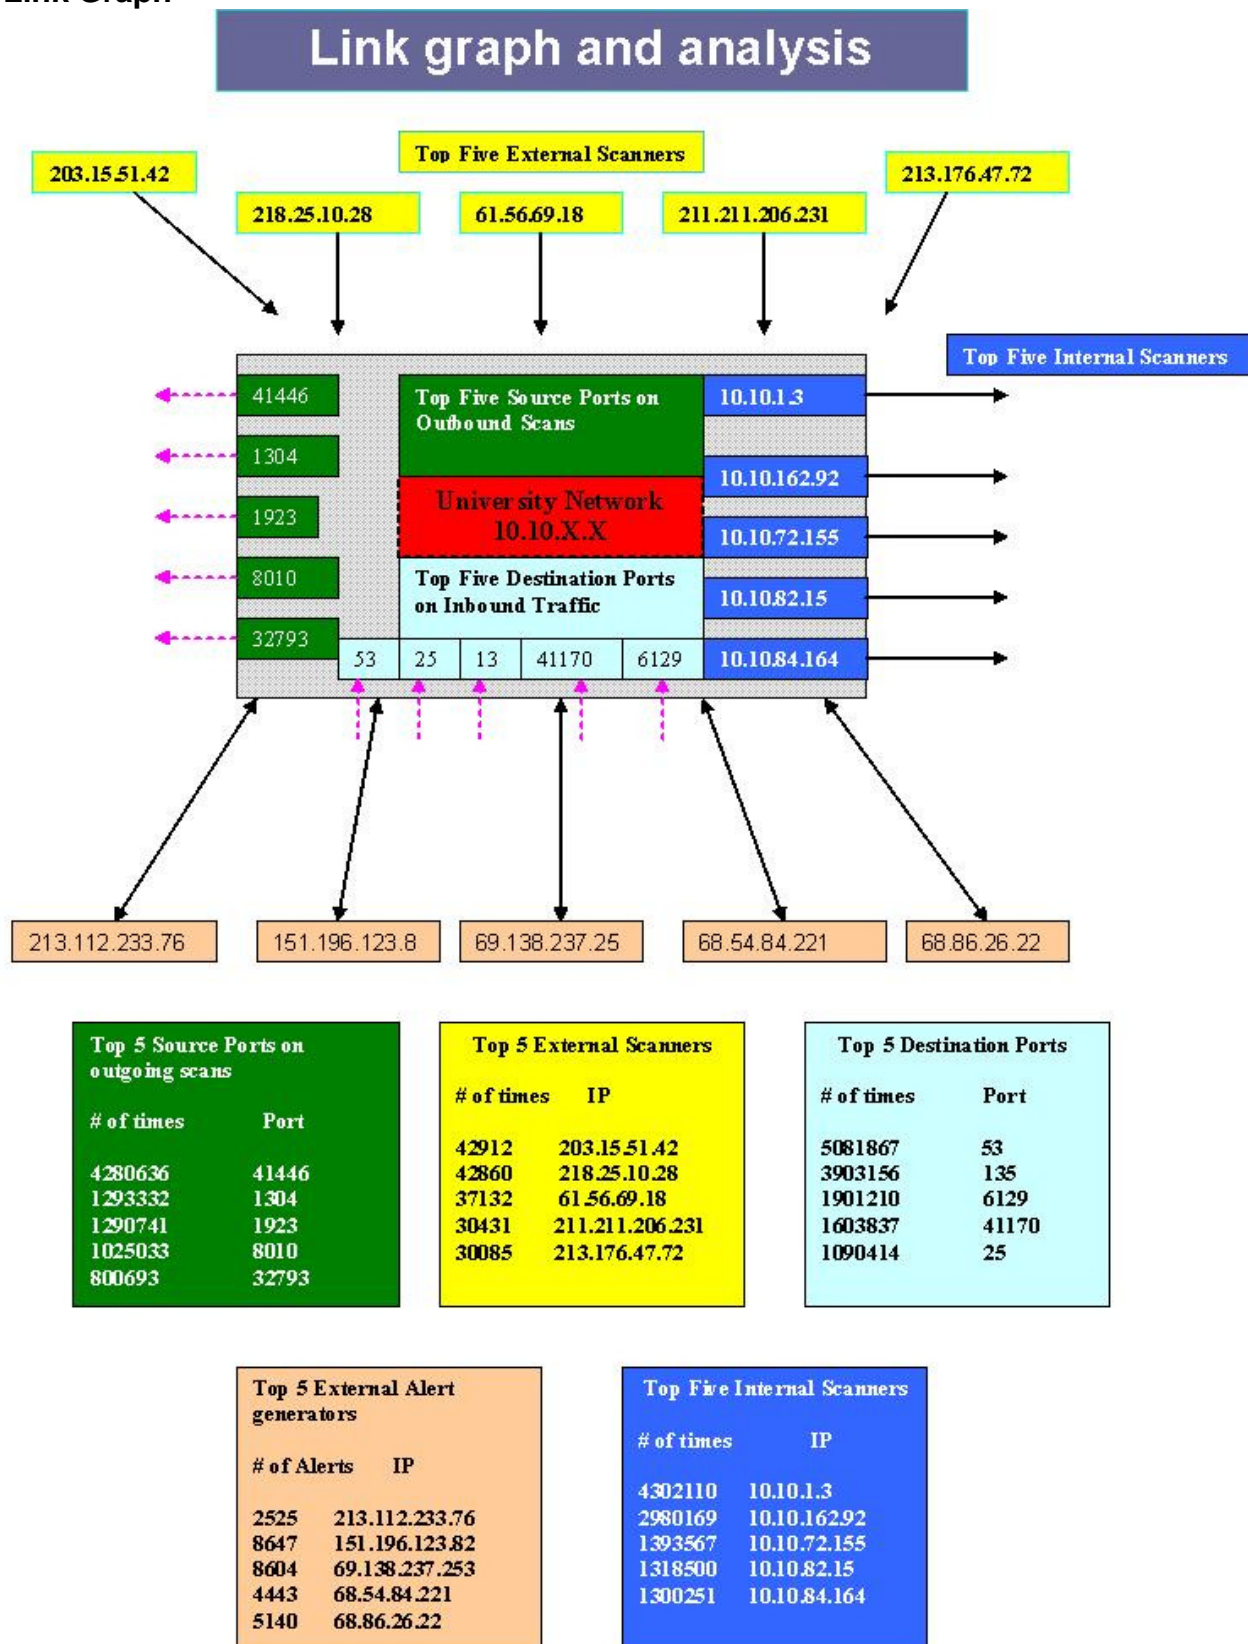 Link Graph
Link graph and analysis
Top Five External Scanners
203.15.51.42
213.176.47.72
218.25.10.28
61.56.69.18
211.211.206.231
Top Five Internal Scanners
41446
Top Five Source Ports on
Outbound Scans
10.10.1.3
1304
10.10.162.92
University Network
10.10.X.X
1923
10.10.72.155
8010
Top Five Destination Ports
on Inbound Traffic
10.10.82.15
32793
53
25
13
41170
6129
10.10.84.164
213.112.233.76
151.196.123.8
69.138.237.25
68.54.84.221
68.86.26.22
Top 5 Source Ports on
outgoing scans
# of times Port
4280636 41446
1293332 1304
1290741 1923
1025033 8010
800693 32793
Top 5 External Scanners
# of times IP
42912 203.15.51.42
42860 218.25.10.28
37132 61.56.69.18
30431 211.211.206.231
30085 213.176.47.72
Top 5 Destination Ports
# of times Port
5081867 53
3903156 135
1901210 6129
1603837 41170
1090414 25
Top 5 External Alert
generators
# of Alerts IP
2525 213.112.233.76
8647 151.196.123.82
8604 69.138.237.253
4443 68.54.84.221
5140 68.86.26.22
Top Five Internal Scanners
# of times IP
4302110 10.10.1.3
2980169 10.10.162.92
1393567 10.10.72.155
1318500 10.10.82.15
1300251 10.10.84.164